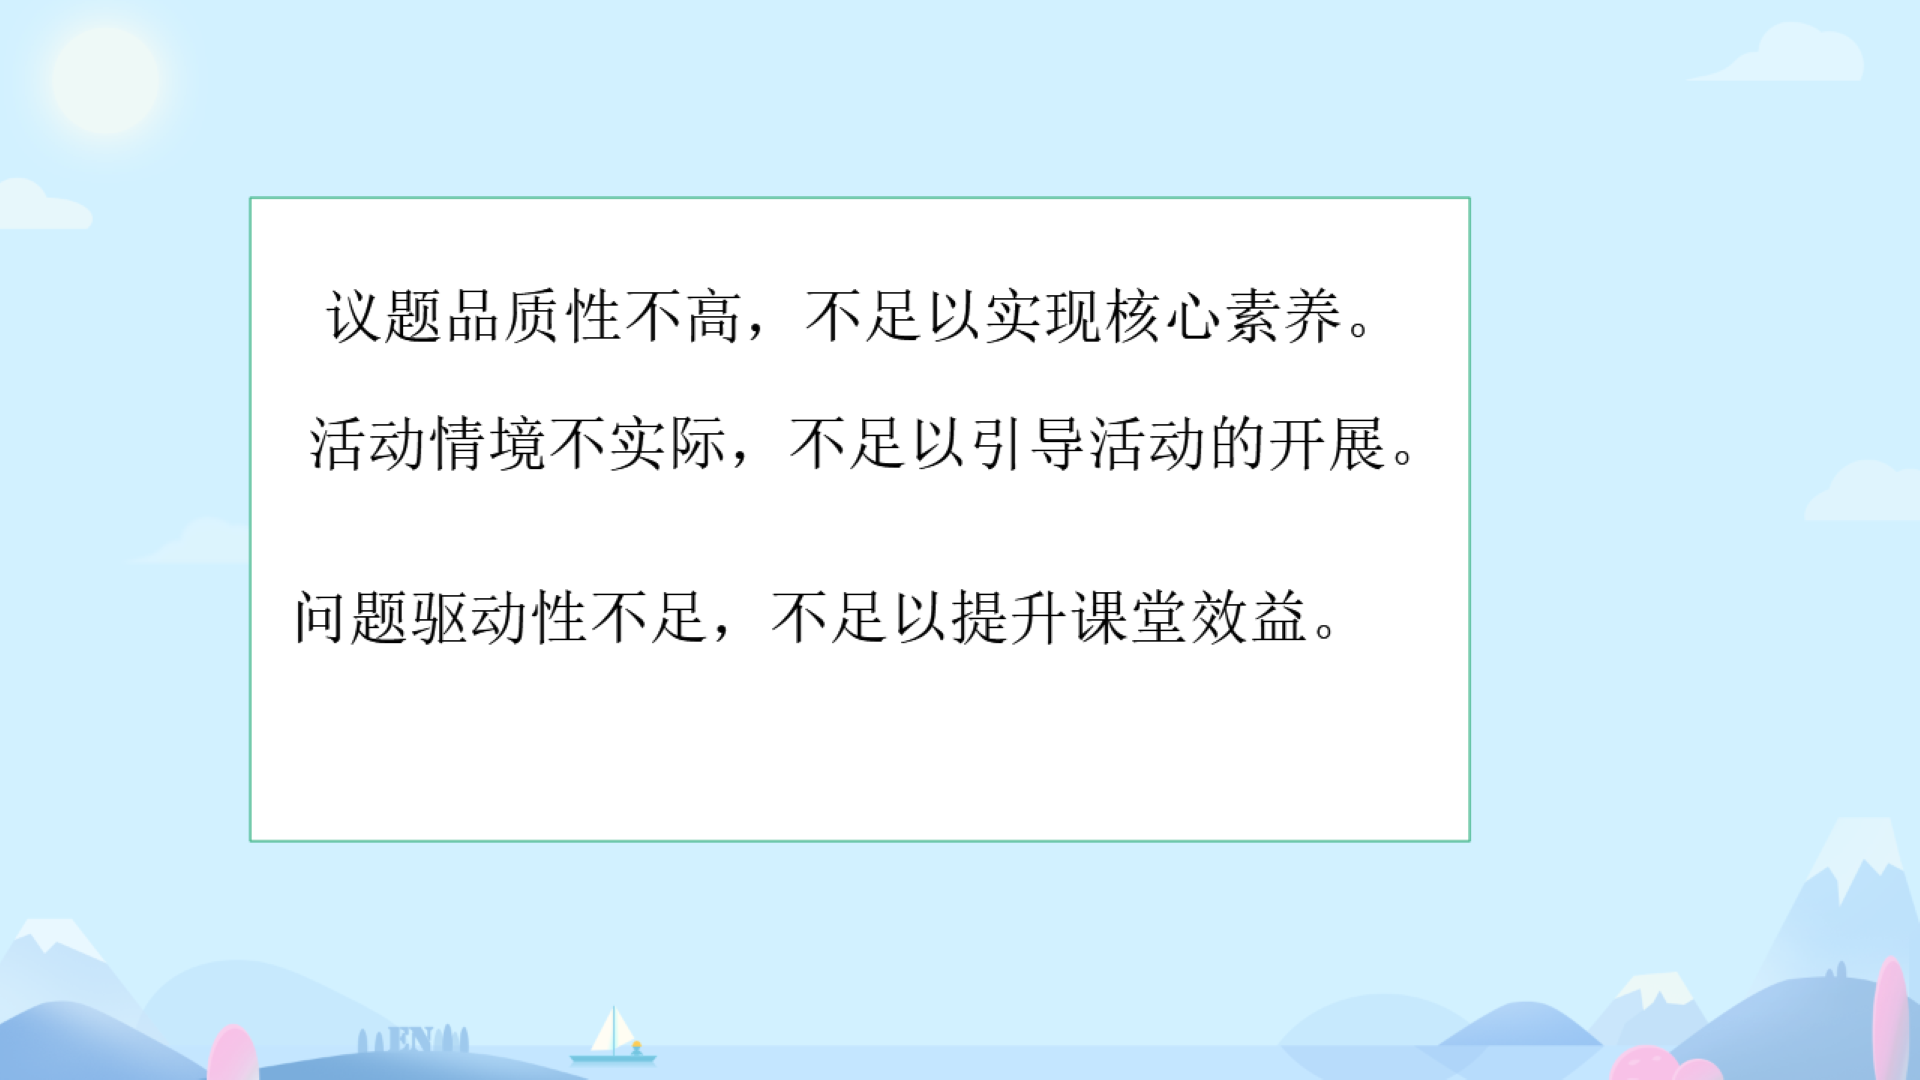 议题品质性不高，不足以实现核心素养。
活动情境不实际，不足以引导活动的开展。
问题驱动性不足，不足以提升课堂效益。
EN